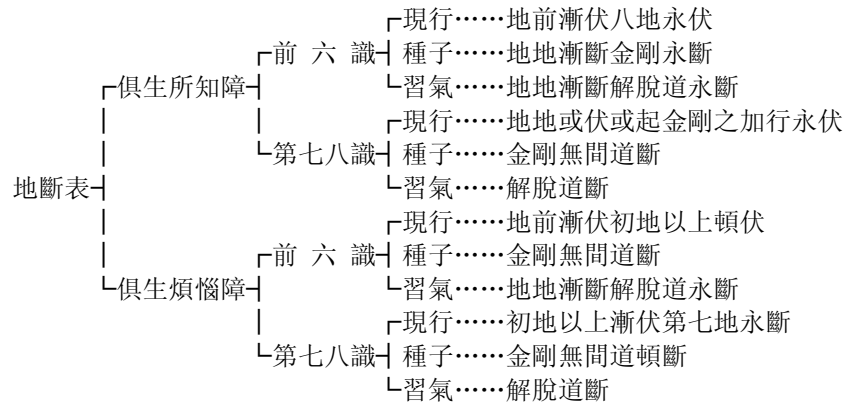 ┌現行……地前漸伏八地永伏
┌前 六 識┤種子……地地漸斷金剛永斷
┌俱生所知障┤ └習氣……地地漸斷解脫道永斷
│ │ ┌現行……地地或伏或起金剛之加行永伏
│ └第七八識┤種子……金剛無間道斷
地斷表┤ └習氣……解脫道斷
│ ┌現行……地前漸伏初地以上頓伏
│ ┌前 六 識┤種子……金剛無間道斷
└俱生煩惱障┤ └習氣……地地漸斷解脫道永斷
│ ┌現行……初地以上漸伏第七地永斷
└第七八識┤種子……金剛無間道頓斷
└習氣……解脫道斷